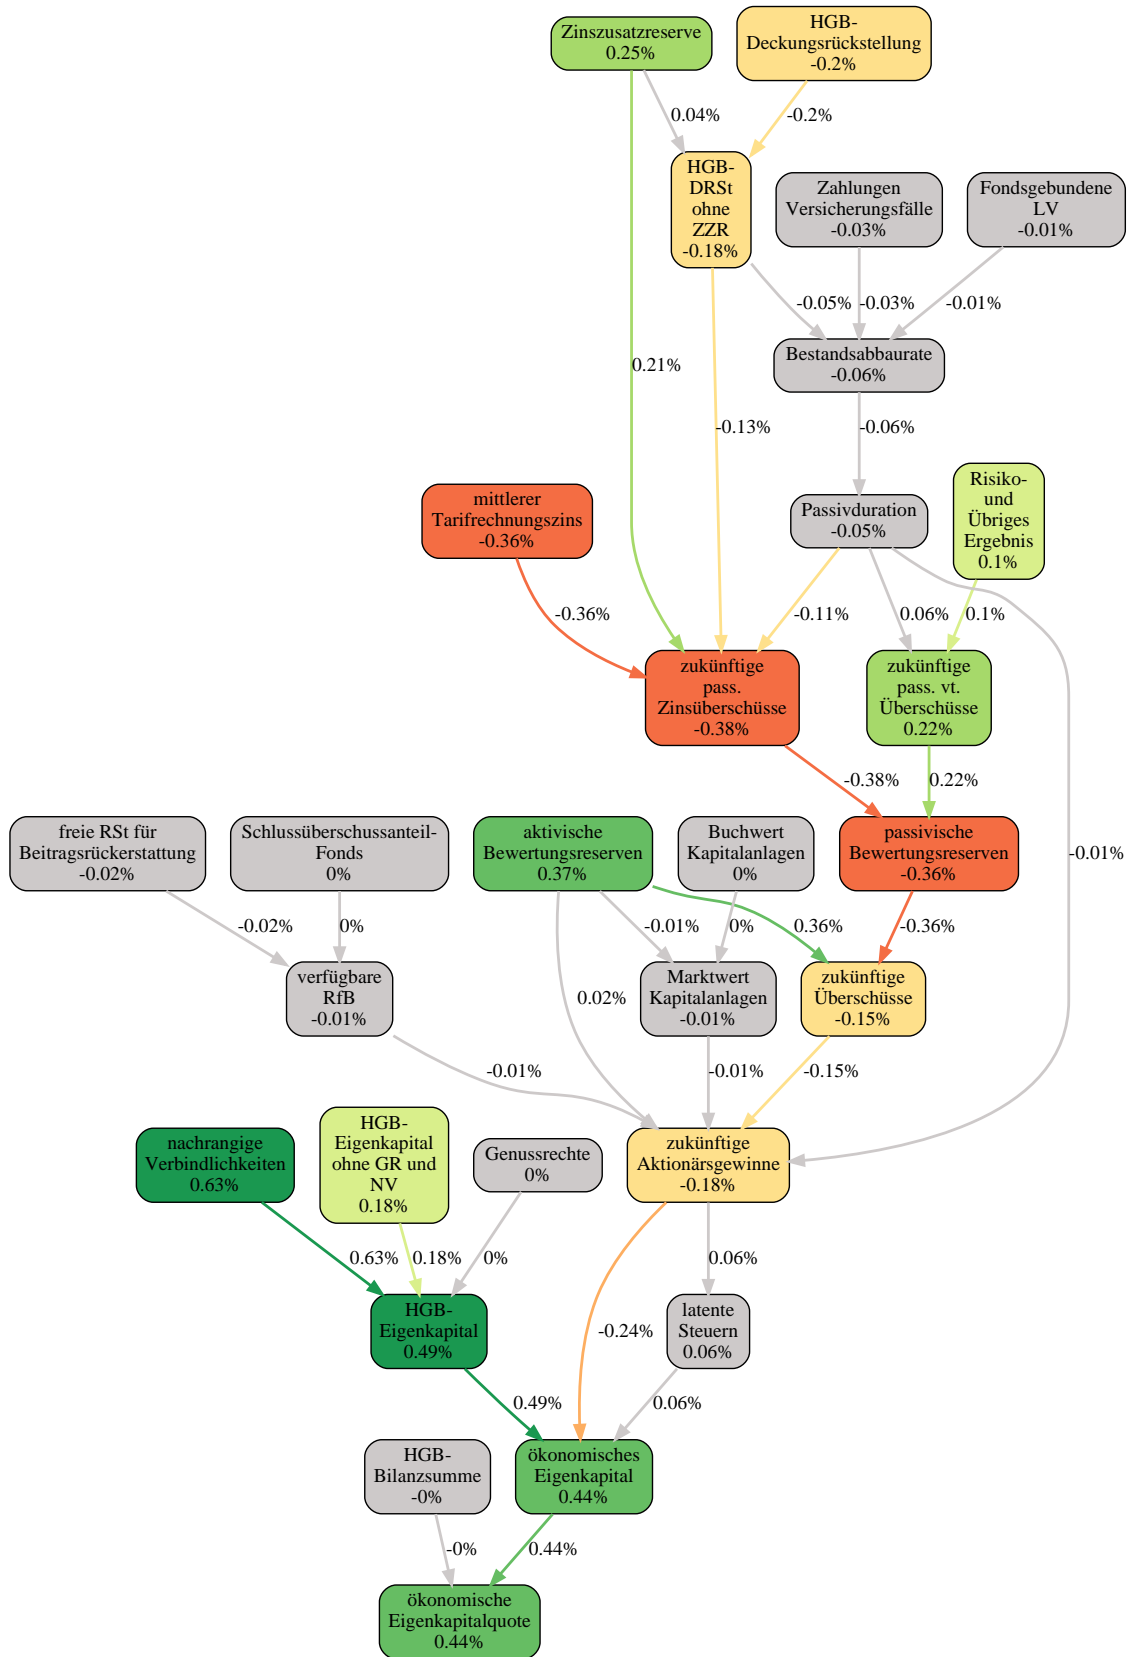 Zinszusatzreserve
0.25%
HGB-
Deckungsrückstellung
-0.2%
0.04%
-0.2%
HGB-
DRSt
ohne
ZZR
-0.18%
Zahlungen
Versicherungsfälle
-0.03%
Fondsgebundene
LV
-0.01%
-0.05%
-0.03%
-0.01%
Bestandsabbaurate
-0.06%
0.21%
-0.13%
-0.06%
mittlerer
Tarifrechnungszins
-0.36%
Passivduration
-0.05%
Risiko-
und
Übriges
Ergebnis
0.1%
-0.36%
-0.11%
0.06%
0.1%
zukünftige
pass.
Zinsüberschüsse
-0.38%
zukünftige
pass. vt.
Überschüsse
0.22%
-0.38%
0.22%
-0.01%
freie RSt für
Beitragsrückerstattung
-0.02%
Schlussüberschussanteil-
Fonds
0%
aktivische
Bewertungsreserven
0.37%
Buchwert
Kapitalanlagen
0%
passivische
Bewertungsreserven
-0.36%
-0.02%
0%
-0.01%
0%
0.36%
-0.36%
verfügbare
RfB
-0.01%
0.02%
Marktwert
Kapitalanlagen
-0.01%
zukünftige
Überschüsse
-0.15%
-0.01%
-0.01%
-0.15%
nachrangige
Verbindlichkeiten
0.63%
HGB-
Eigenkapital
ohne GR und
NV
0.18%
Genussrechte
0%
zukünftige
Aktionärsgewinne
-0.18%
0.63%
0.18%
0%
0.06%
HGB-
Eigenkapital
0.49%
-0.24%
latente
Steuern
0.06%
0.49%
0.06%
HGB-
Bilanzsumme
-0%
ökonomisches
Eigenkapital
0.44%
-0%
0.44%
ökonomische
Eigenkapitalquote
0.44%